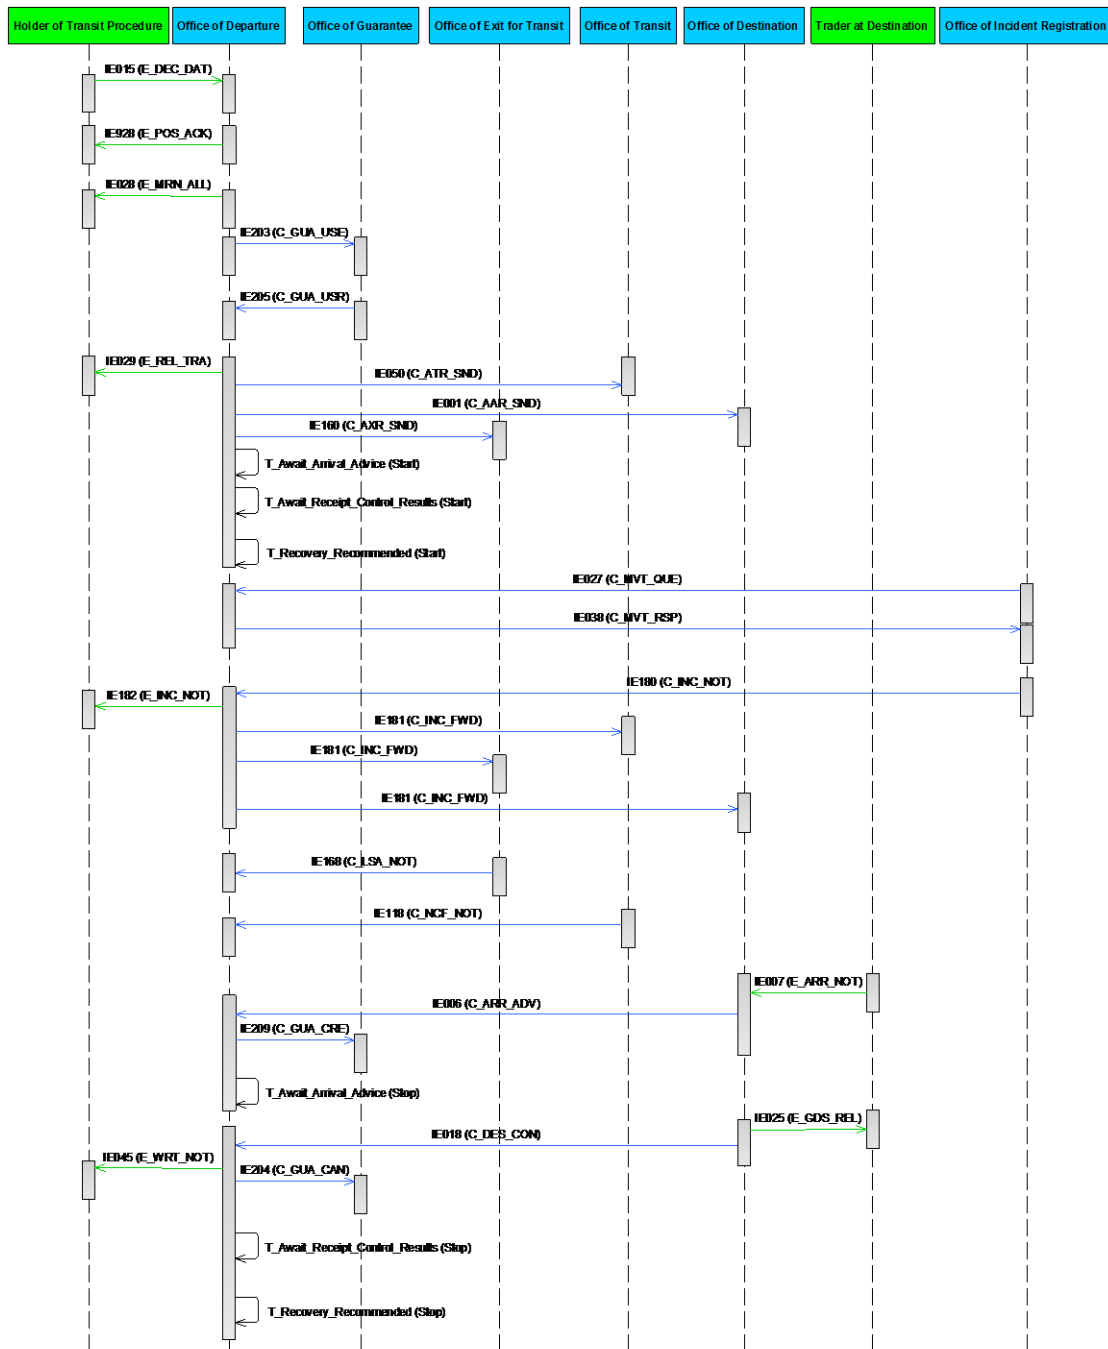 Holder of Transit Procedure
Office of Departure
Office of Guarantee
Office of Exit for Transit
Office of Transit
Office of Destination
Trader at Destination
Office of Incident Registration
IE015 (E_DEC_DAT)
IE928 (E_POS_ACK)
IE028 (E_MRN_ALL)
IE203 (C_GUA_USE)
IE205 (C_GUA_USR)
IE029 (E_REL_TRA)
IE050 (C_ATR_SND)
IE001 (C_AAR_SND)
IE160 (C_AXR_SND)
T_Await_Arrival_Advice (Start)
T_Await_Receipt_Control_Results (Start)
T_Recovery_Recommended (Start)
IE027 (C_MVT_QUE)
IE038 (C_MVT_RSP)
IE180 (C_INC_NOT)
IE182 (E_INC_NOT)
IE181 (C_INC_FWD)
IE181 (C_INC_FWD)
IE181 (C_INC_FWD)
IE168 (C_LSA_NOT)
IE118 (C_NCF_NOT)
IE007 (E_ARR_NOT)
IE006 (C_ARR_ADV)
IE209 (C_GUA_CRE)
T_Await_Arrival_Advice (Stop)
IE025 (E_GDS_REL)
IE018 (C_DES_CON)
IE045 (E_WRT_NOT)
IE204 (C_GUA_CAN)
T_Await_Receipt_Control_Results (Stop)
T_Recovery_Recommended (Stop)